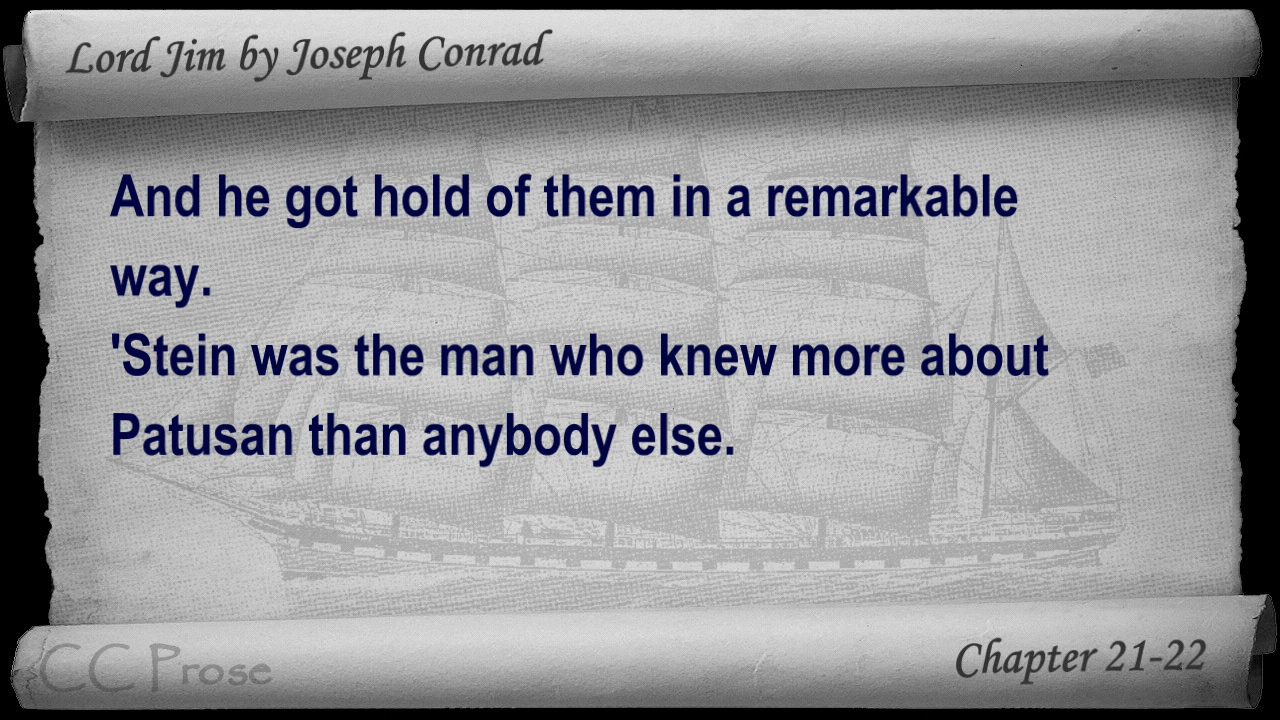 Lord Jim by Joseph Conrad
And he got hold of them in a remarkable
way.
'Stein was the man who knew more about
Patusan than anybody else.
CC Prose
Chapter 21-22